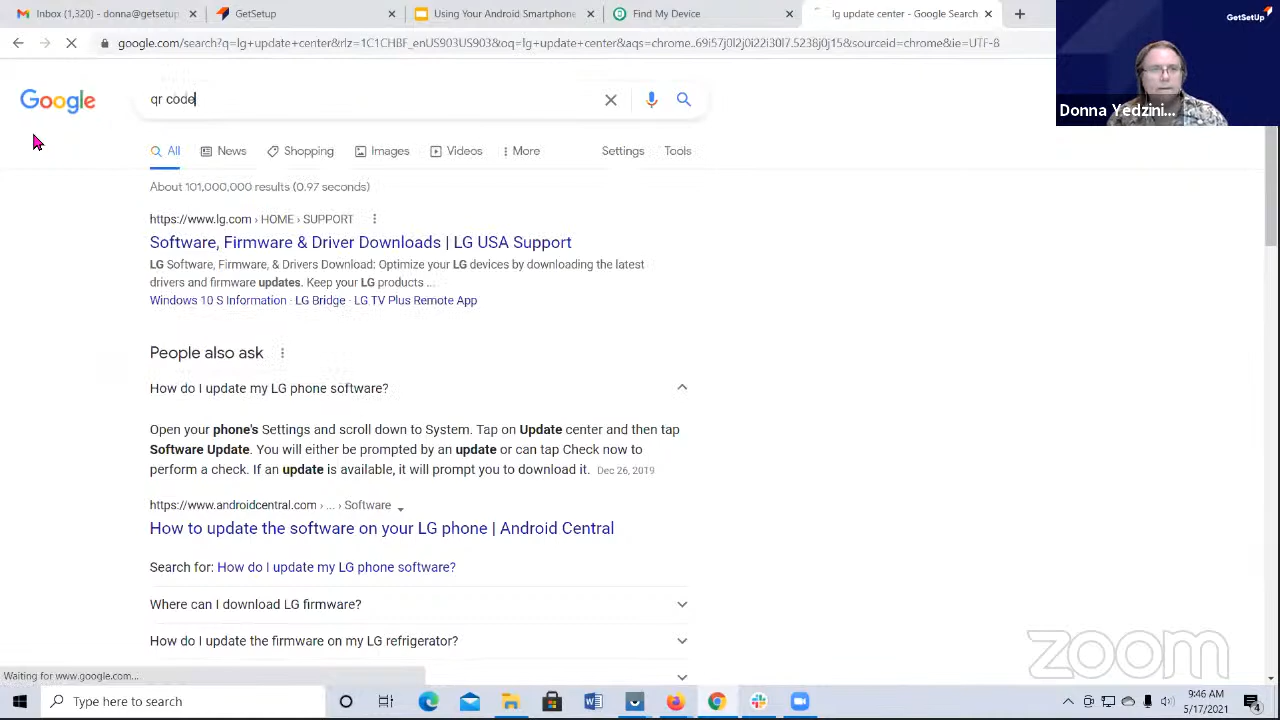 Inbox (1,176) - donna@getsetup
GetSetUp
Using Your Android Smartphone
Find My Device
lg update center - Google Search
google.com/search?q=lg+update+center&rlz=1C1CHBF_enUS903US903&oq=lg+update+center&aqs=chrome..69i57j0l2j0i22i30l7.5238j0j15&sourceid=chrome&ie=UTF-8
GetSetUp
Donna Yedzini...
Google
qr code
All
News
Shopping
Images
Videos
More
Settings
Tools
About 101,000,000 results (0.97 seconds)
https://www.lg.com › HOME › SUPPORT
Software, Firmware & Driver Downloads | LG USA Support
LG Software, Firmware, & Drivers Download: Optimize your LG devices by downloading the latest
drivers and firmware updates. Keep your LG products ...
Windows 10 S Information · LG Bridge · LG TV Plus Remote App
People also ask
How do I update my LG phone software?
Open your phone's Settings and scroll down to System. Tap on Update center and then tap
Software Update. You will either be prompted by an update or can tap Check now to
perform a check. If an update is available, it will prompt you to download it. Dec 26, 2019
https://www.androidcentral.com › ... › Software
How to update the software on your LG phone | Android Central
Search for: How do I update my LG phone software?
Where can I download LG firmware?
How do I update the firmware on my LG refrigerator?
zoom
Waiting for www.google.com...
Type here to search
9:46 AM
5/17/2021
4